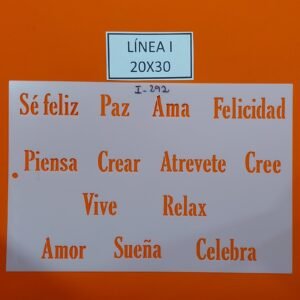 LÍNEA I
20X30
I-292
Sé feliz Paz Ama Felicidad
Piensa Crear Atrevete Cree
Vive Relax
Amor Sueña Celebra